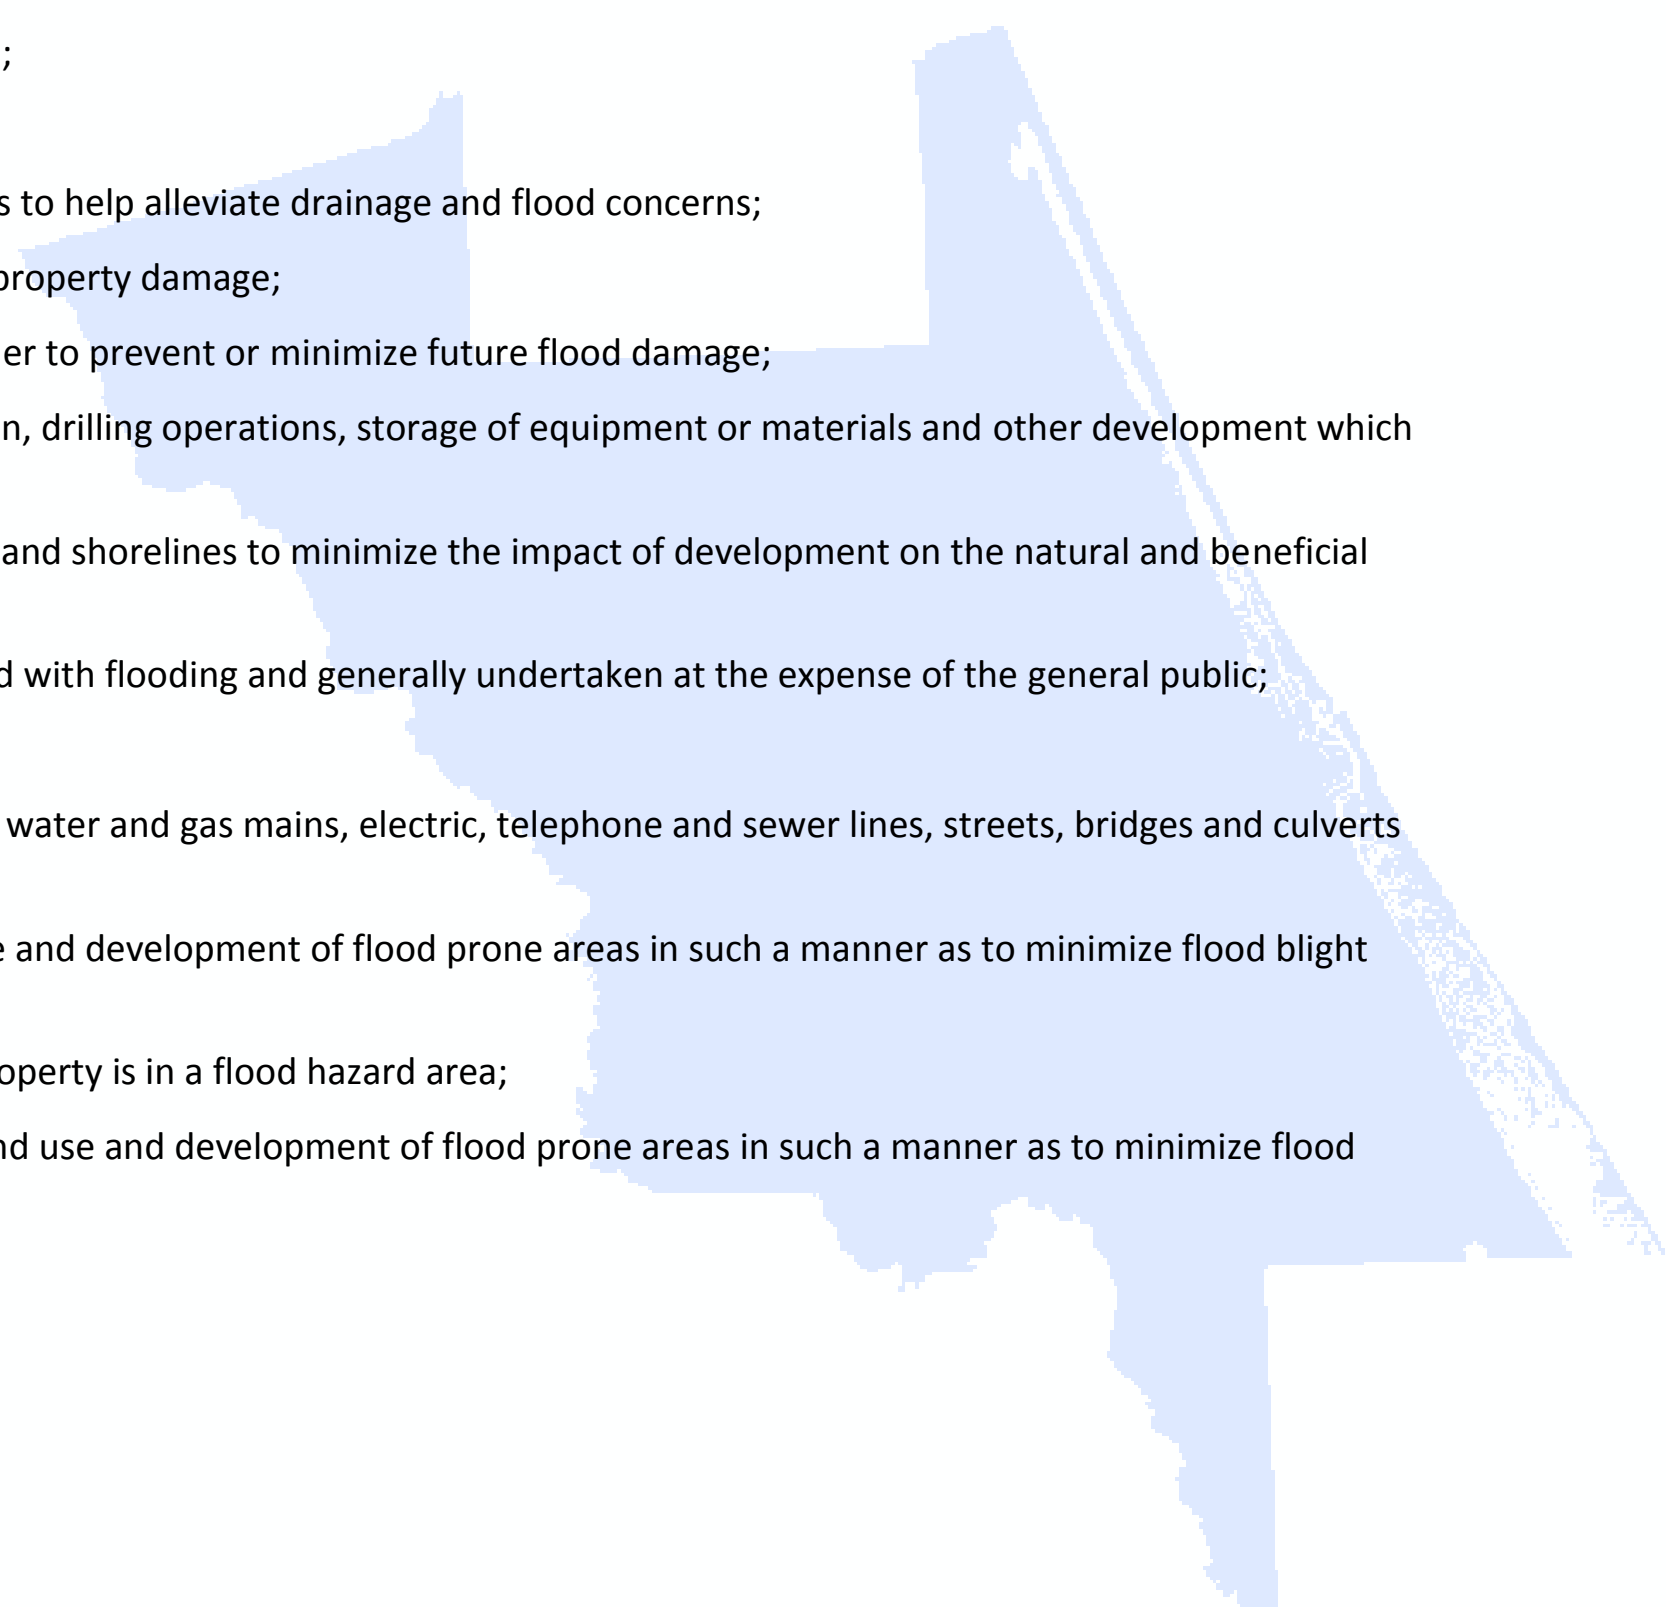 ;
s to help alleviate drainage and flood concerns;
property damage;
er to prevent or minimize future flood damage;
n, drilling operations, storage of equipment or materials and other development which
and shorelines to minimize the impact of development on the natural and beneficial
d with flooding and generally undertaken at the expense of the general public;
water and gas mains, electric, telephone and sewer lines, streets, bridges and culverts
e and development of flood prone areas in such a manner as to minimize flood blight
operty is in a flood hazard area;
nd use and development of flood prone areas in such a manner as to minimize flood